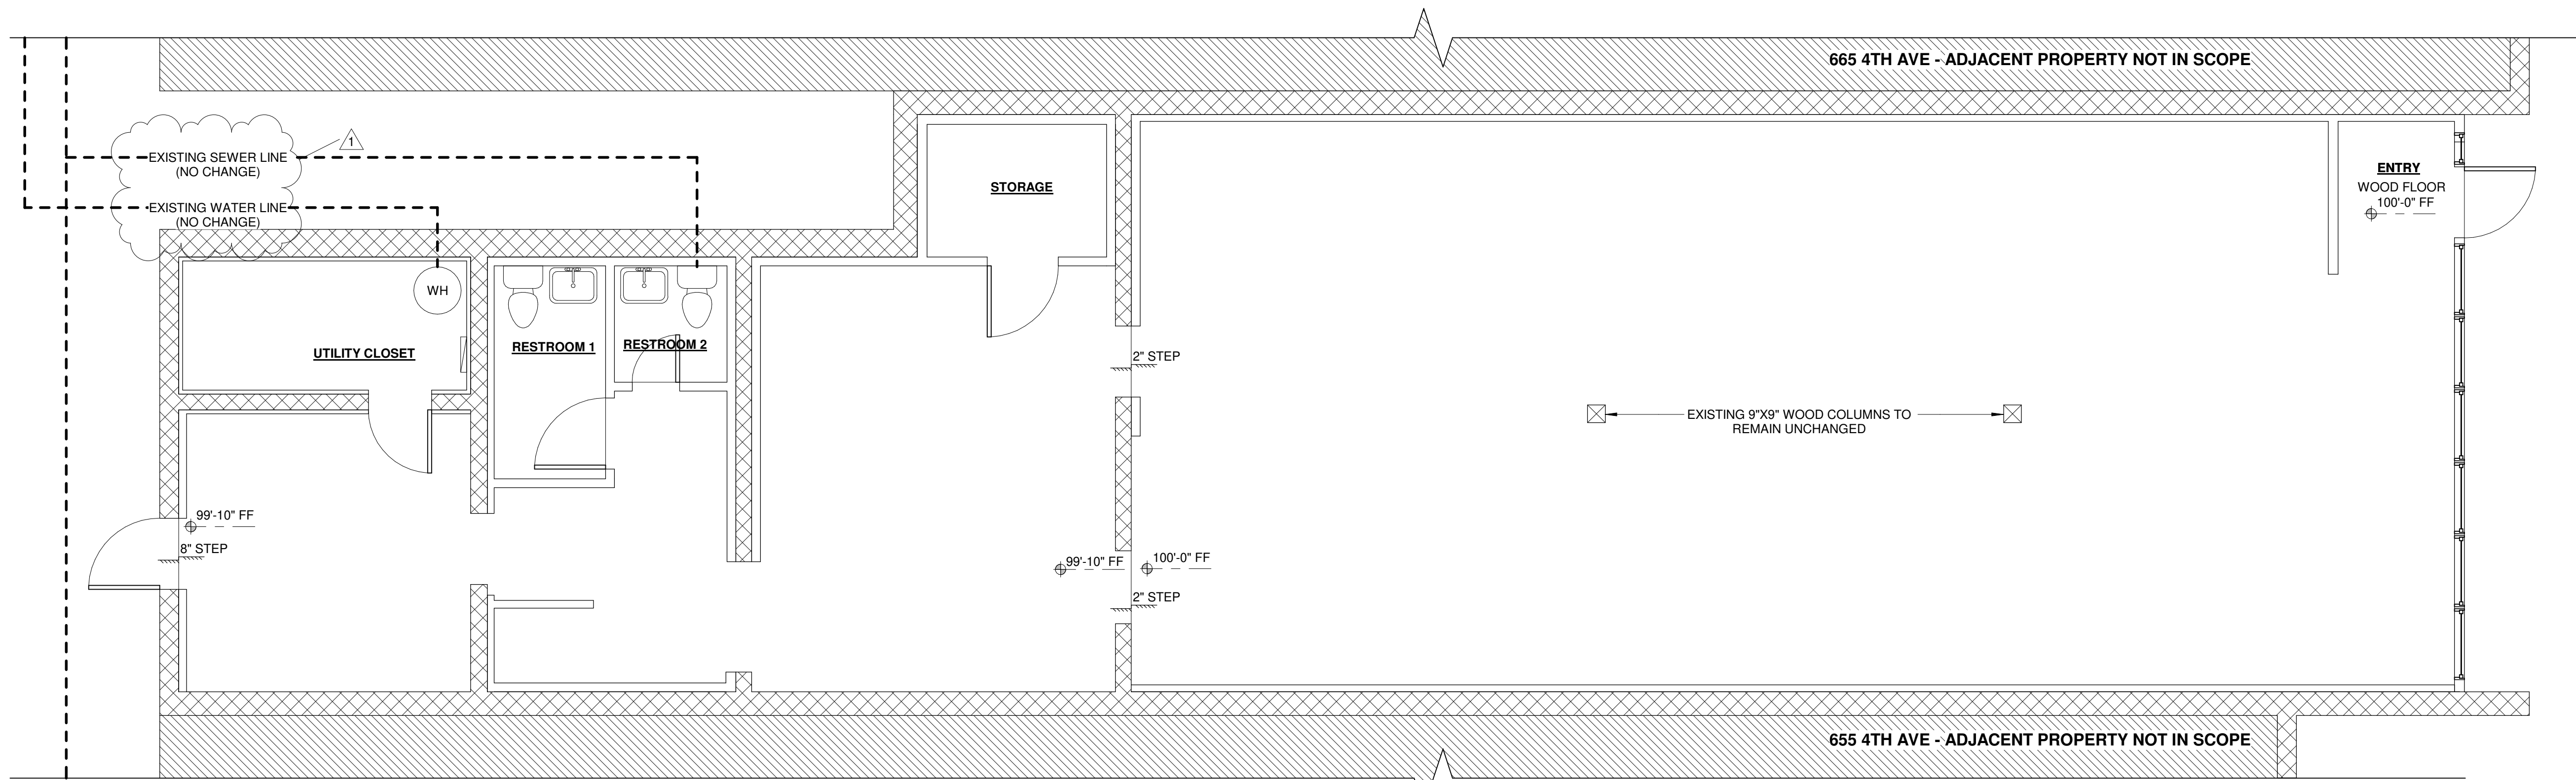 665 4TH AVE - ADJACENT PROPERTY NOT IN SCOPE
1
EXISTING SEWER LINE
(NO CHANGE)
EXISTING WATER LINE
(NO CHANGE)
STORAGE
ENTRY
WOOD FLOOR
100'-0" FF
WH
UTILITY CLOSET
RESTROOM 1
RESTROOM 2
2" STEP
EXISTING 9"X9" WOOD COLUMNS TO
REMAIN UNCHANGED
99'-10" FF
8" STEP
99'-10" FF
100'-0" FF
2" STEP
655 4TH AVE - ADJACENT PROPERTY NOT IN SCOPE